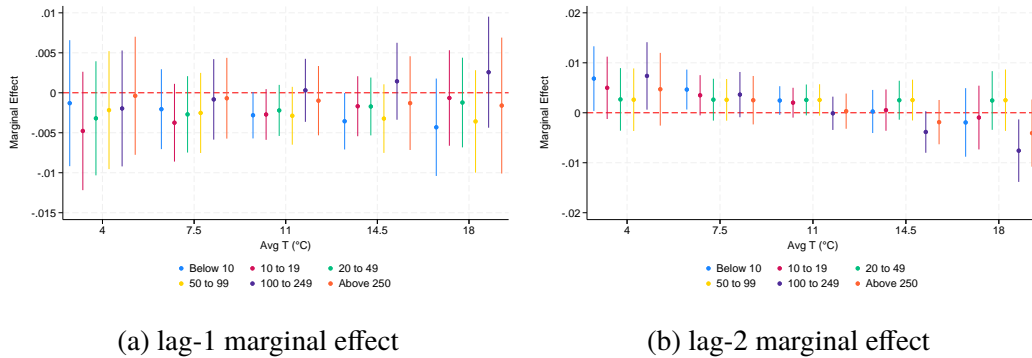 .01
.005
0
-.005
-.01
-.015
Marginal Effect
4 7.5 11 14.5 18
Avg T (°C)
Below 10 10 to 19 20 to 49
50 to 99 100 to 249 Above 250
(a) lag-1 marginal effect
.02
.01
0
-.01
-.02
Marginal Effect
4 7.5 11 14.5 18
Avg T (°C)
Below 10 10 to 19 20 to 49
50 to 99 100 to 249 Above 250
(b) lag-2 marginal effect